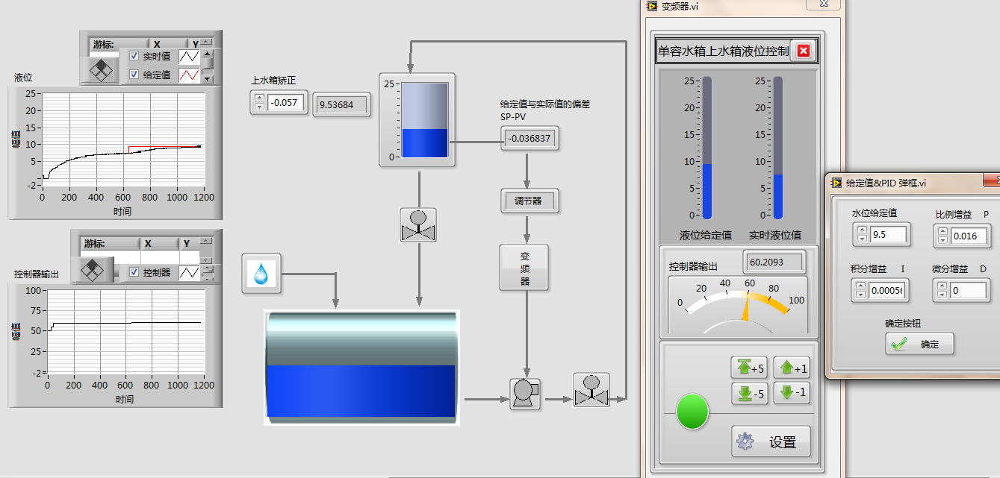 游标: X Y
实时值
给定值
液位
25
20
15
10
5
-2
幅值
0 200 400 600 800 1000 1200
时间
游标: X Y
控制器
控制器输出
100
75
50
25
-2
幅值
0 200 400 600 800 1000 1200
时间
上水箱矫正
-0.057
9.53684
25
0
给定值与实际值的偏差
SP-PV
-0.036837
调节器
变
频
器
变频器.vi
单容水箱上水箱液位控制
25 25
20 20
15 15
10 10
5 5
0 0
液位给定值 实时液位值
控制器输出
60.2093
0 20 40 60 80 100
+5 +1
-5 -1
设置
给定值&PID 弹框.vi
水位给定值
9.5
比例增益 P
0.016
积分增益 I
0.0005
微分增益 D
0
确定按钮
确定